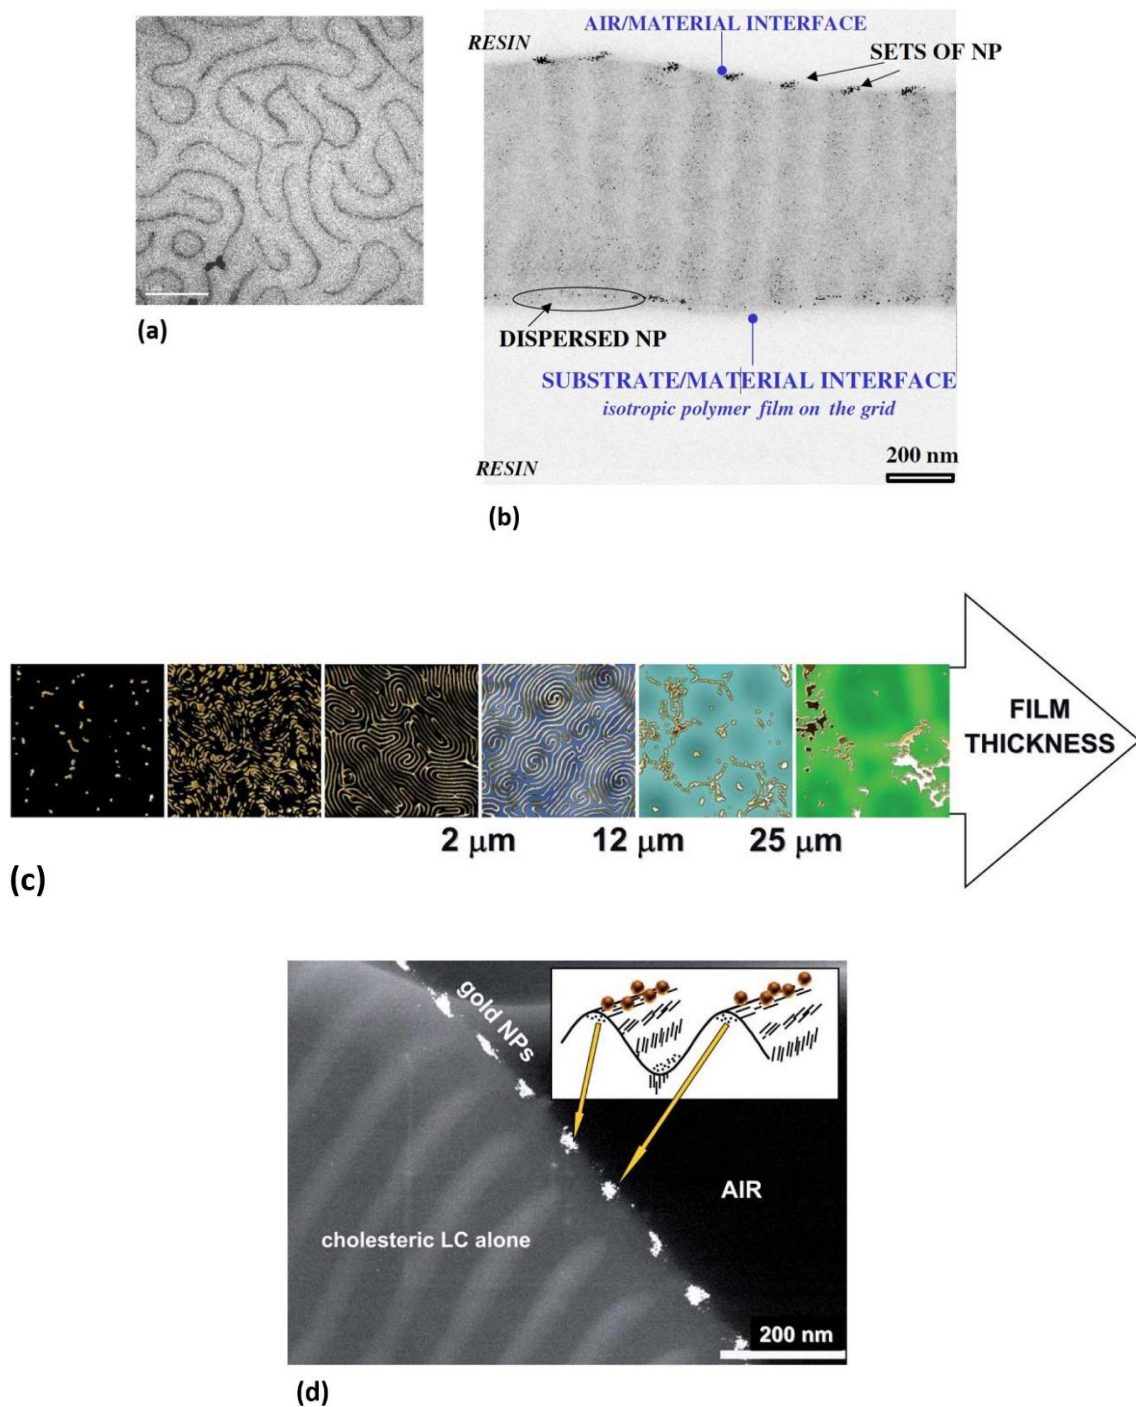 RESIN
AIR/MATERIAL INTERFACE
SETS OF NP
(a)
DISPERSED NP
SUBSTRATE/MATERIAL INTERFACE
isotropic polymer film on the grid
RESIN
200 nm
(b)
FILM
THICKNESS
2 μm
12 μm
25 μm
(c)
gold NPs
AIR
cholesteric LC alone
200 nm
(d)